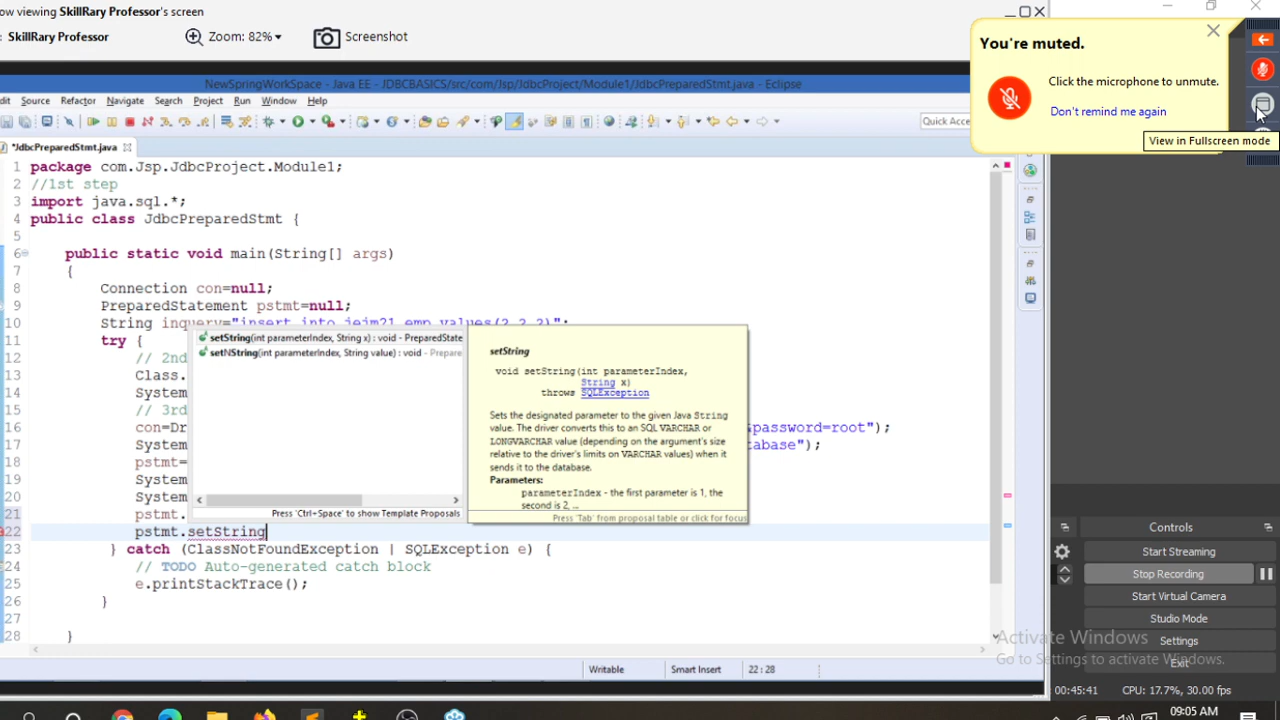 ow viewing SkillRary Professor's screen
SkillRary Professor
Zoom: 82%
Screenshot
You're muted.
Click the microphone to unmute.
Don't remind me again
View in Fullscreen mode
NewSpringWorkSpace - Java EE - JDBCBASICS/src/com/Jsp/JdbcProject/Module1/JdbcPreparedStmt.java - Eclipse
dit Source Refactor Navigate Search Project Run Window Help
Quick Acce
*JdbcPreparedStmt.java
1 package com.Jsp.JdbcProject.Module1;
2 //1st step
3 import java.sql.*;
4 public class JdbcPreparedStmt {
5
6 public static void main(String[] args)
7 {
8 Connection con=null;
9 PreparedStatement pstmt=null;
10 String inquery="insert into jejm21.emp values(?,?,?)";
11 try {
12 // 2nd
13 Class.
14 System
15 // 3rd
16 con=Dr &password=root");
17 System tabase");
18 pstmt=
19 System
20 System
21 pstmt.
22 pstmt.setString
23 } catch (ClassNotFoundException | SQLException e) {
24 // TODO Auto-generated catch block
25 e.printStackTrace();
26 }
27
28 }
setString(int parameterIndex, String x) : void - PreparedState
setNString(int parameterIndex, String value) : void - Prepare
Press 'Ctrl+Space' to show Template Proposals
setString
void setString(int parameterIndex,
String x)
throws SQLException
Sets the designated parameter to the given Java String
value. The driver converts this to an SQL VARCHAR or
LONGVARCHAR value (depending on the argument's size
relative to the driver's limits on VARCHAR values) when it
sends it to the database.
Parameters:
parameterIndex - the first parameter is 1, the
second is 2, ...
Press 'Tab' from proposal table or click for focus
Writable
Smart Insert
22 : 28
Controls
Start Streaming
Stop Recording
Start Virtual Camera
Studio Mode
Settings
Exit
Activate Windows
Go to Settings to activate Windows.
00:45:41
CPU: 17.7%, 30.00 fps
09:05 AM